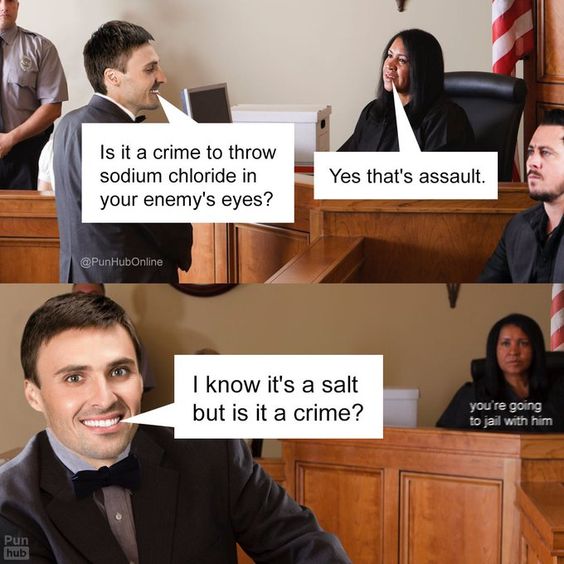 Is it a crime to throw
sodium chloride in
your enemy's eyes?
Yes that's assault.
@PunHubOnline
I know it's a salt
but is it a crime?
you're going
to jail with him
Pun
hub